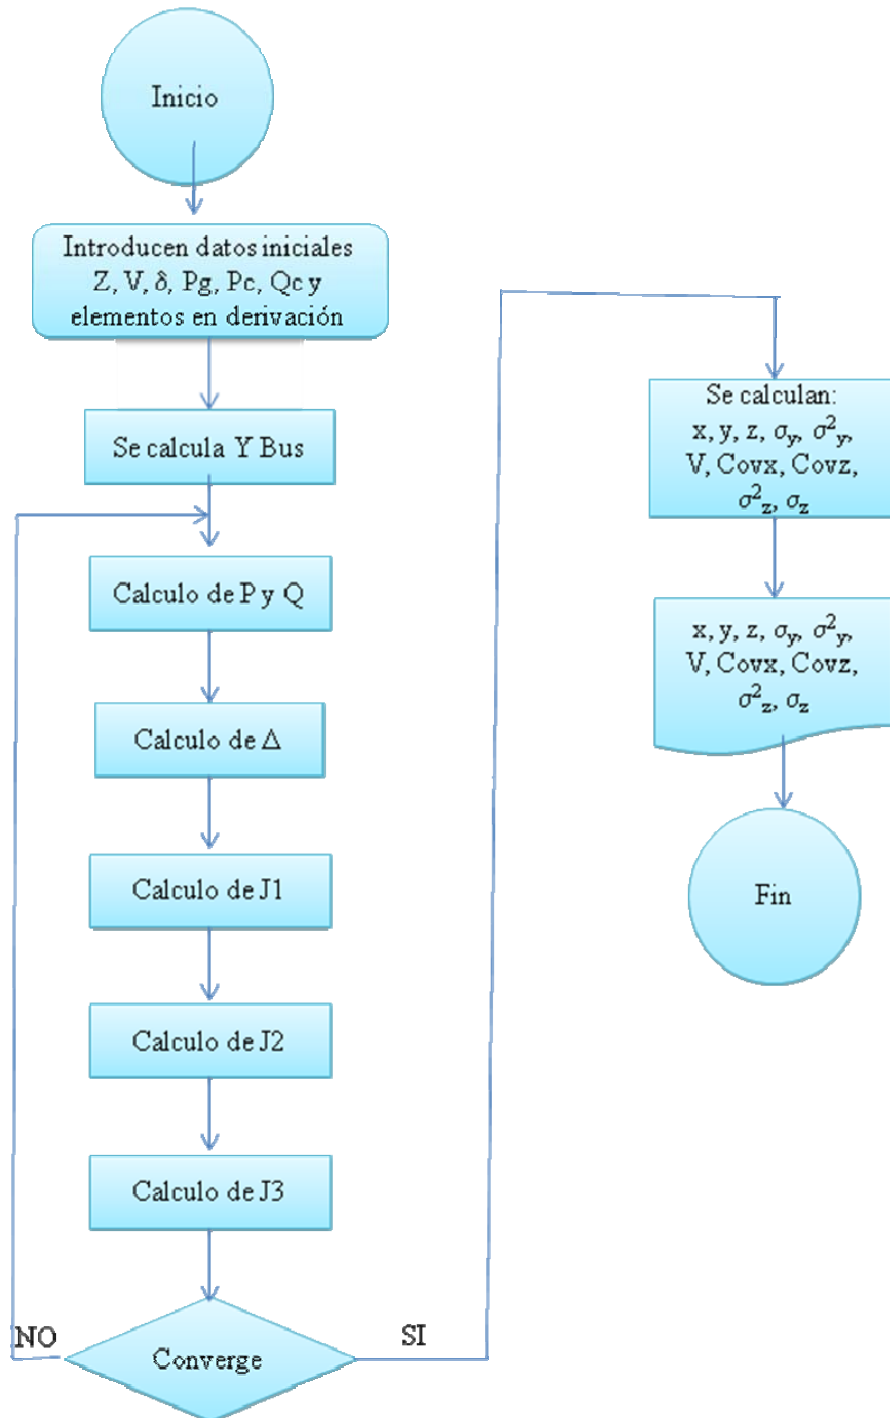 Inicio
Introducen datos iniciales
Z, V, δ, Pg, Pc, Qc y
elementos en derivación
Se calcula Y Bus
Calculo de P y Q
Calculo de Δ
Calculo de J1
Calculo de J2
Calculo de J3
Converge
NO
SI
Se calculan:
x, y, z, σy, σ²y,
V, Covx, Covz,
σ²z, σz
x, y, z, σy, σ²y,
V, Covx, Covz,
σ²z, σz
Fin